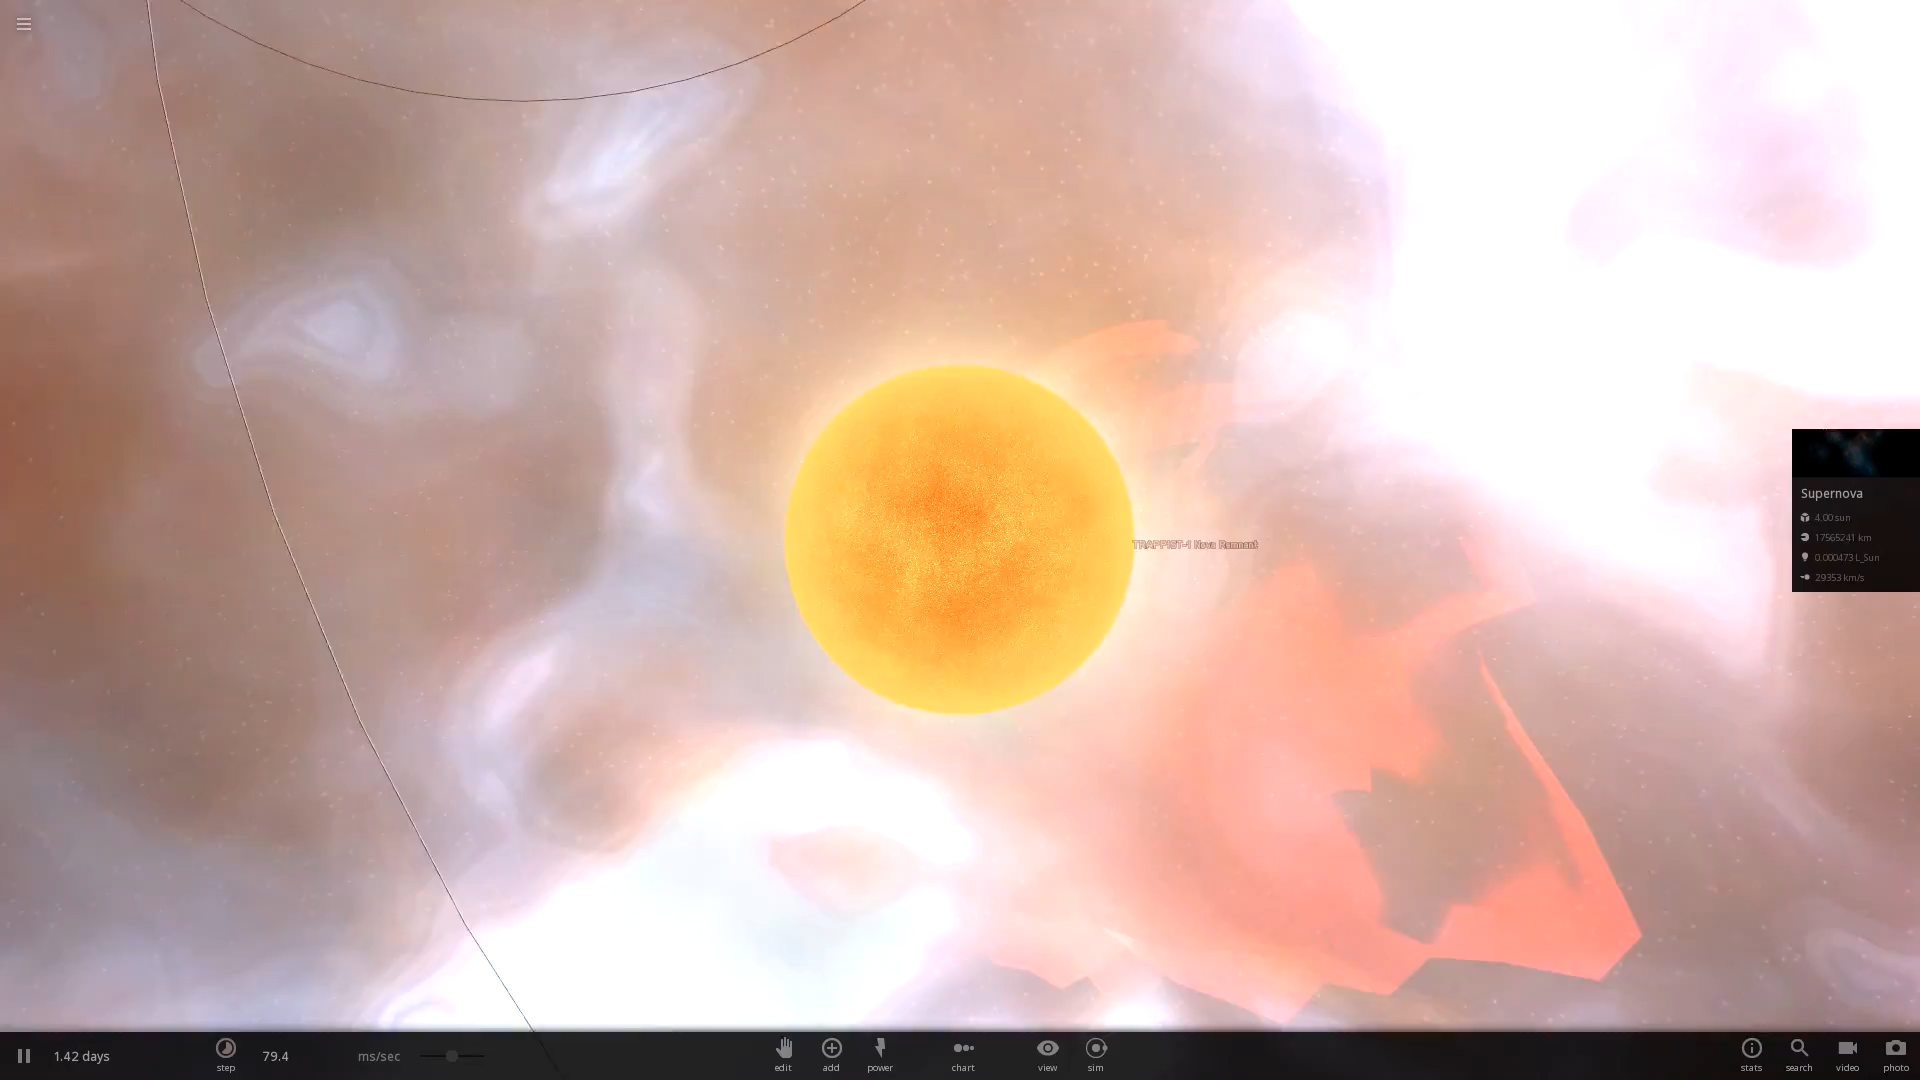 TRAPPIST-1 Nova Remnant
Supernova
4.00 sun
17565241 km
0.000473 L_Sun
29353 km/s
1.42 days
step
79.4
ms/sec
edit
add
power
chart
view
sim
stats
search
video
photo